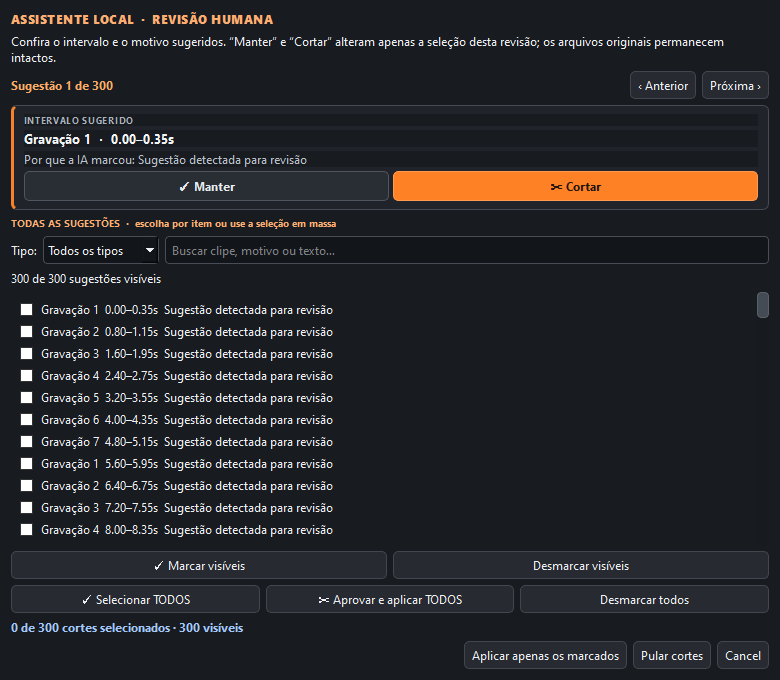 ASSISTENTE LOCAL · REVISÃO HUMANA
Confira o intervalo e o motivo sugeridos. “Manter” e “Cortar” alteram apenas a seleção desta revisão; os arquivos originais permanecem
intactos.
Sugestão 1 de 300
‹ Anterior
Próxima ›
INTERVALO SUGERIDO
Gravação 1 · 0.00–0.35s
Por que a IA marcou: Sugestão detectada para revisão
✓ Manter
✂ Cortar
TODAS AS SUGESTÕES · escolha por item ou use a seleção em massa
Tipo: Todos os tipos Buscar clipe, motivo ou texto...
300 de 300 sugestões visíveis
Gravação 1 0.00–0.35s Sugestão detectada para revisão
Gravação 2 0.80–1.15s Sugestão detectada para revisão
Gravação 3 1.60–1.95s Sugestão detectada para revisão
Gravação 4 2.40–2.75s Sugestão detectada para revisão
Gravação 5 3.20–3.55s Sugestão detectada para revisão
Gravação 6 4.00–4.35s Sugestão detectada para revisão
Gravação 7 4.80–5.15s Sugestão detectada para revisão
Gravação 1 5.60–5.95s Sugestão detectada para revisão
Gravação 2 6.40–6.75s Sugestão detectada para revisão
Gravação 3 7.20–7.55s Sugestão detectada para revisão
Gravação 4 8.00–8.35s Sugestão detectada para revisão
✓ Marcar visíveis
Desmarcar visíveis
✓ Selecionar TODOS
✂ Aprovar e aplicar TODOS
Desmarcar todos
0 de 300 cortes selecionados · 300 visíveis
Aplicar apenas os marcados
Pular cortes
Cancel